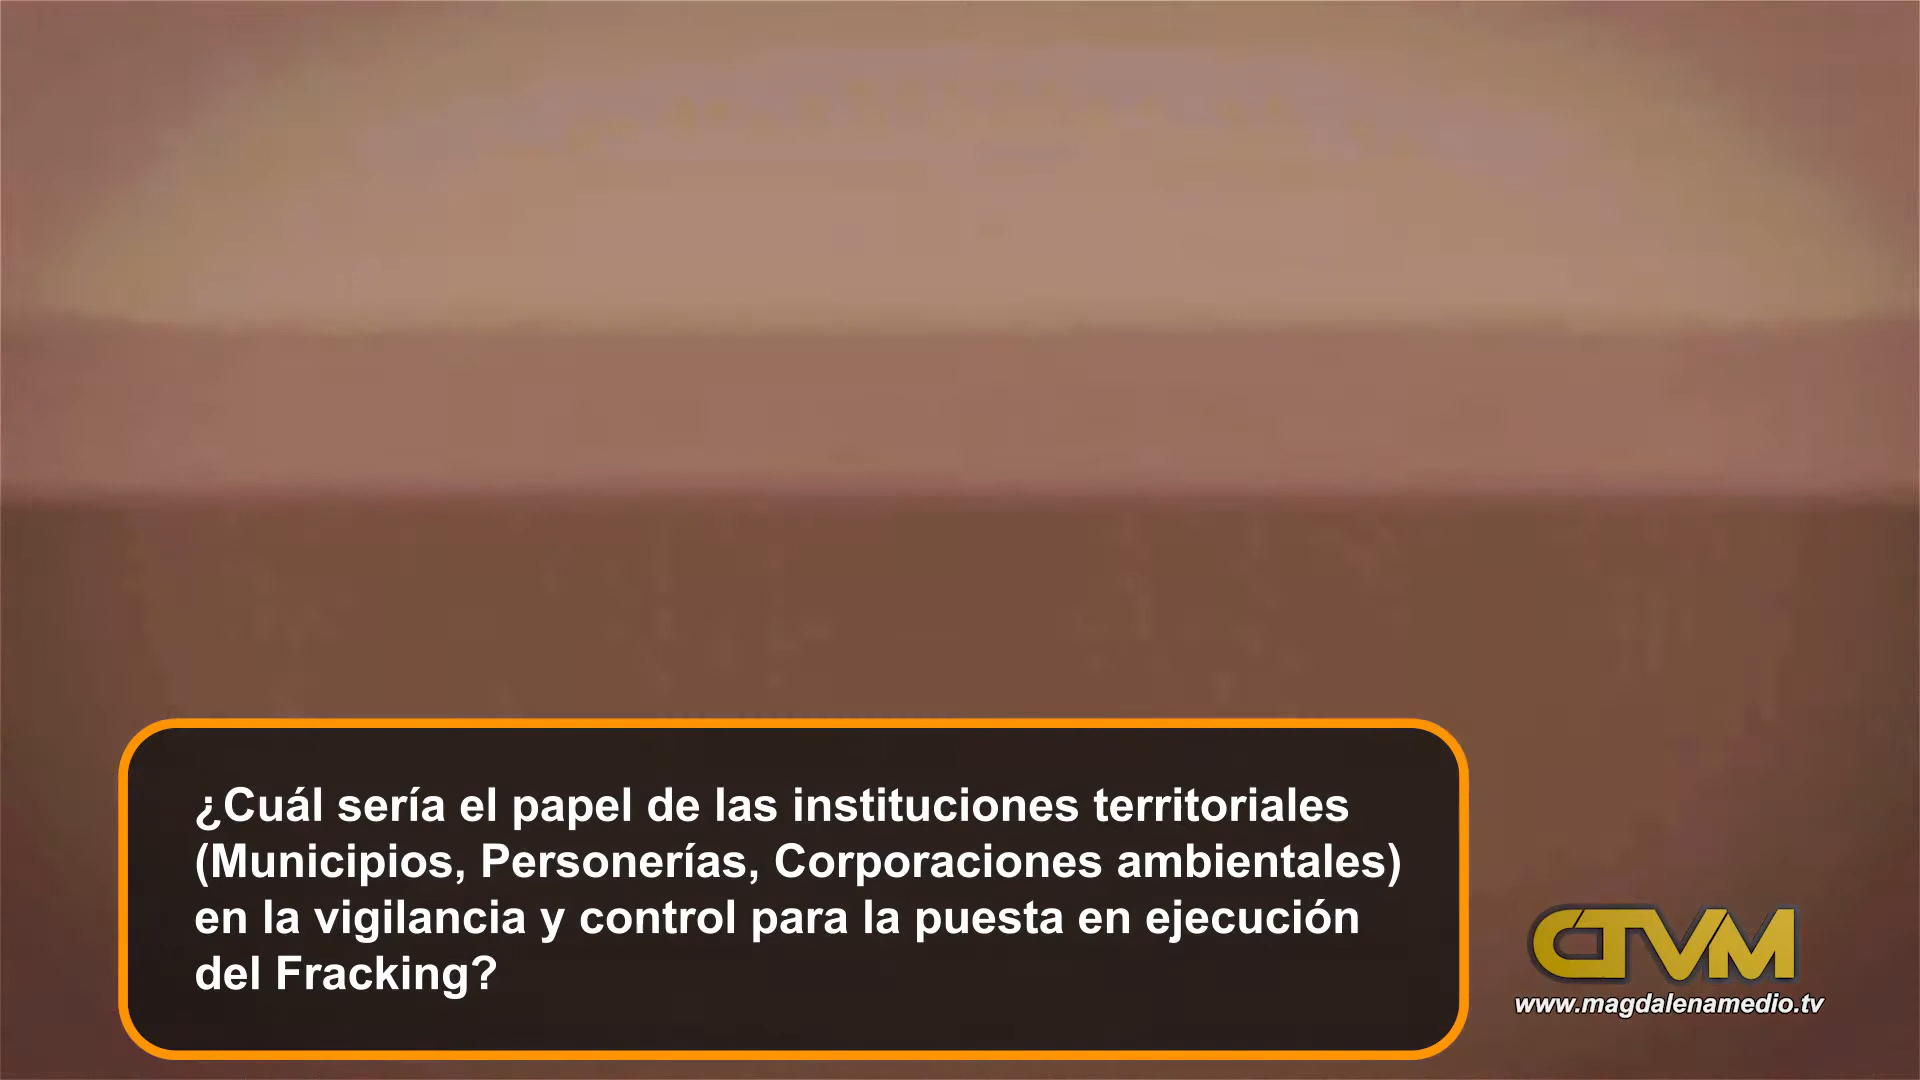 ¿Cuál sería el papel de las instituciones territoriales
(Municipios, Personerías, Corporaciones ambientales)
en la vigilancia y control para la puesta en ejecución
del Fracking?
CTVM
www.magdalenamedio.tv